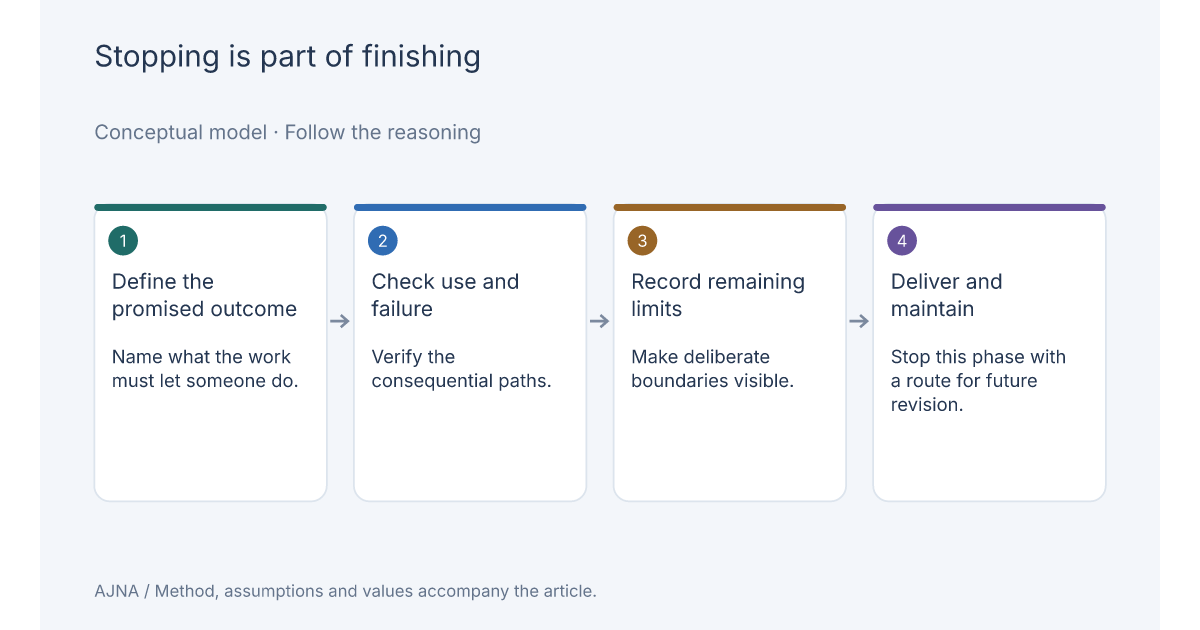 Stopping is part of finishing
Conceptual model · Follow the reasoning
1
Define the
promised outcome
Name what the work
must let someone do.
2
Check use and
failure
Verify the
consequential paths.
3
Record remaining
limits
Make deliberate
boundaries visible.
4
Deliver and
maintain
Stop this phase with
a route for future
revision.
AJNA / Method, assumptions and values accompany the article.